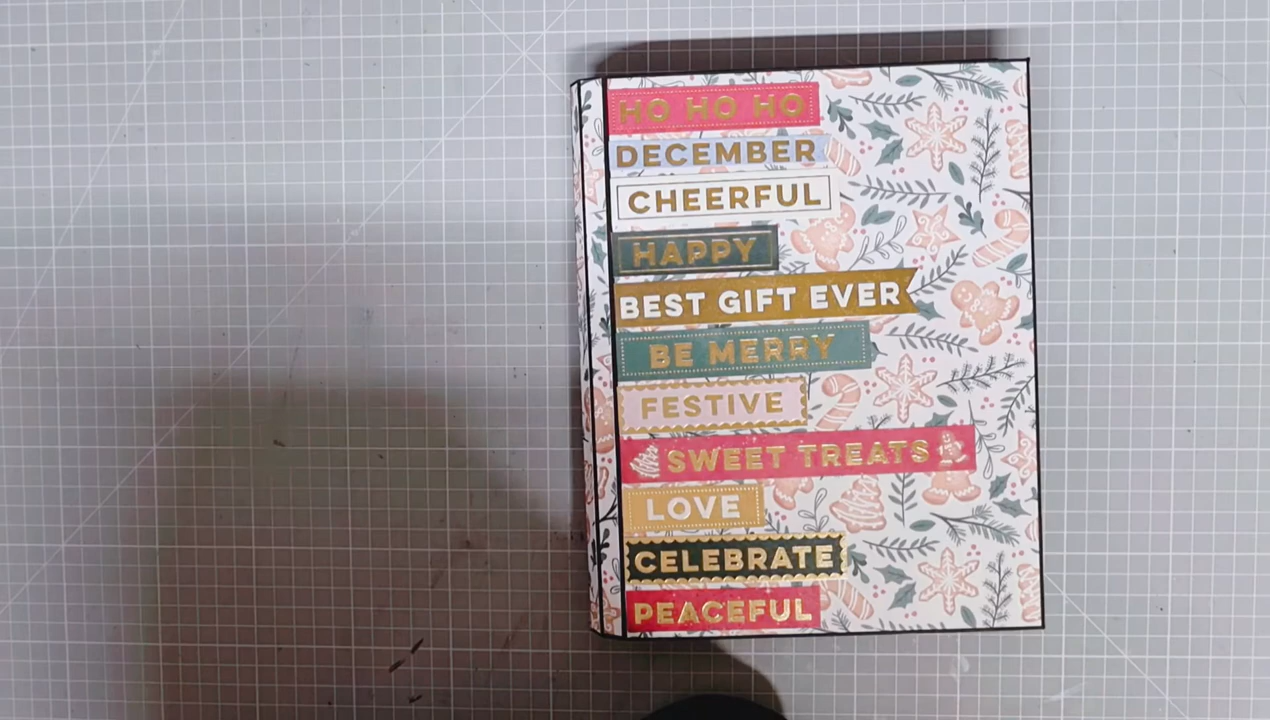 HO HO HO
DECEMBER
CHEERFUL
HAPPY
BEST GIFT EVER
BE MERRY
FESTIVE
SWEET TREATS
LOVE
CELEBRATE
PEACEFUL